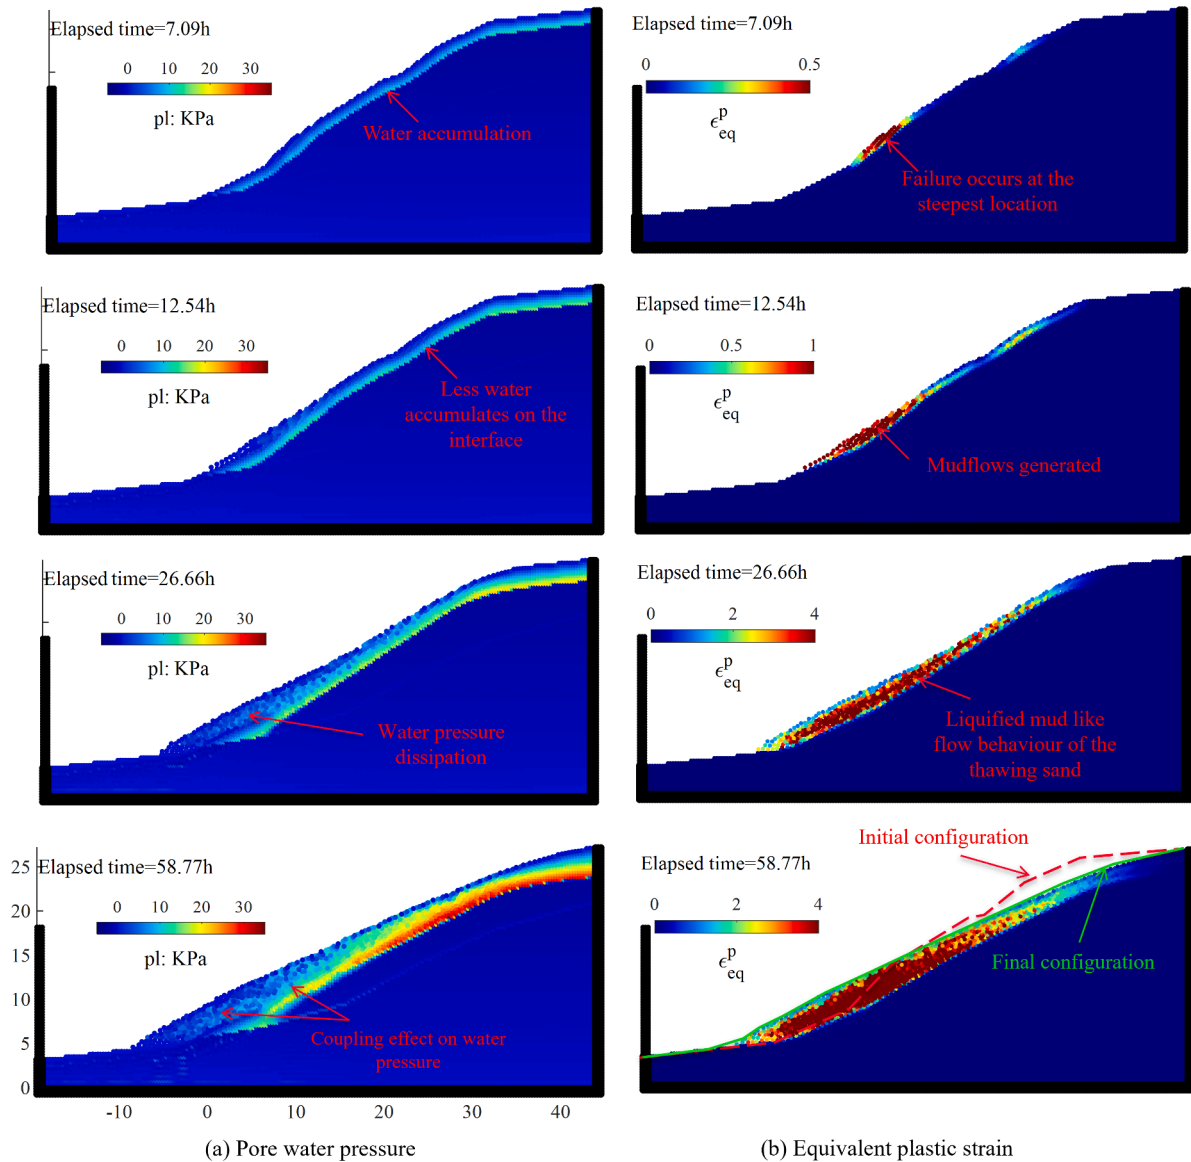 Elapsed time=7.09h
0 10 20 30
pl: KPa
Water accumulation
Elapsed time=7.09h
0 0.5
ϵ^p_eq
Failure occurs at the
steepest location
Elapsed time=12.54h
0 10 20 30
pl: KPa
Less water
accumulates on the
interface
Elapsed time=12.54h
0 0.5 1
ϵ^p_eq
Mudflows generated
Elapsed time=26.66h
0 10 20 30
pl: KPa
Water pressure
dissipation
Elapsed time=26.66h
0 2 4
ϵ^p_eq
Liquified mud like
flow behaviour of the
thawing sand
Elapsed time=58.77h
0 10 20 30
pl: KPa
Coupling effect on water
pressure
25
20
15
10
5
0
-10 0 10 20 30 40
Initial configuration
Elapsed time=58.77h
0 2 4
ϵ^p_eq
Final configuration
(a) Pore water pressure
(b) Equivalent plastic strain